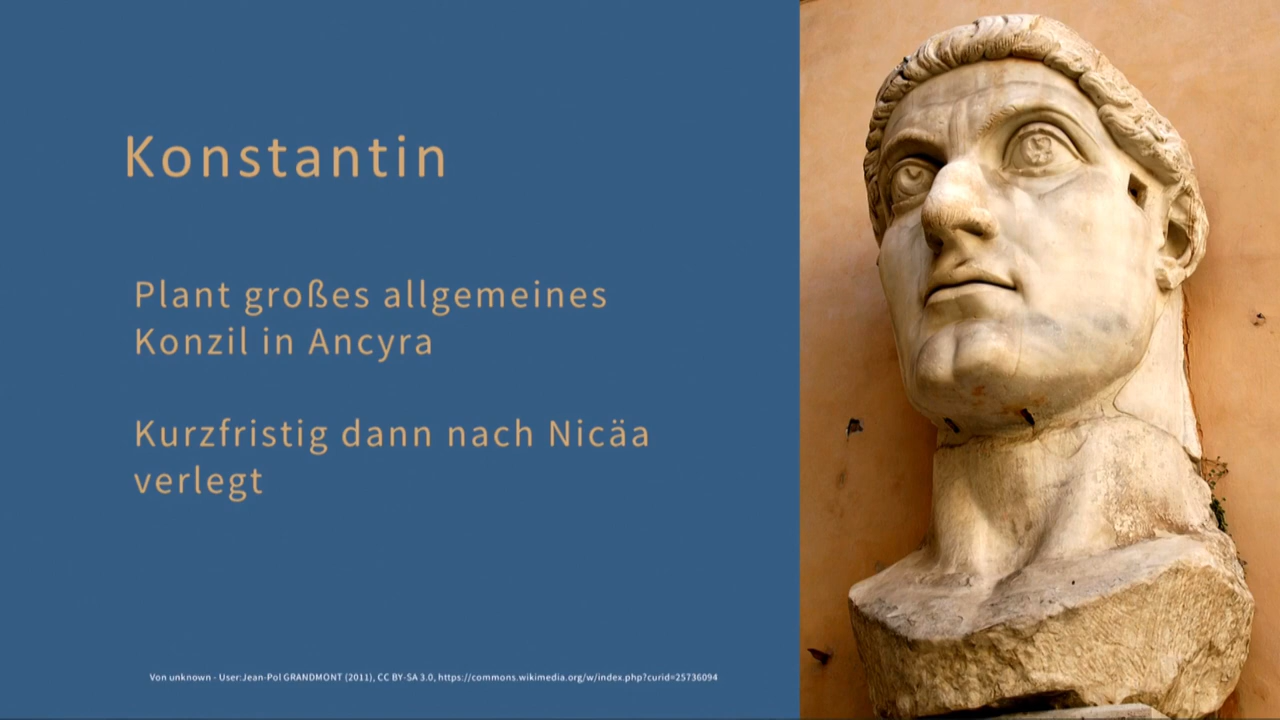 Konstantin
Plant großes allgemeines
Konzil in Ancyra
Kurzfristig dann nach Nicäa
verlegt
Von unknown - User:Jean-Pol GRANDMONT (2011), CC BY-SA 3.0, https://commons.wikimedia.org/w/index.php?curid=25736094